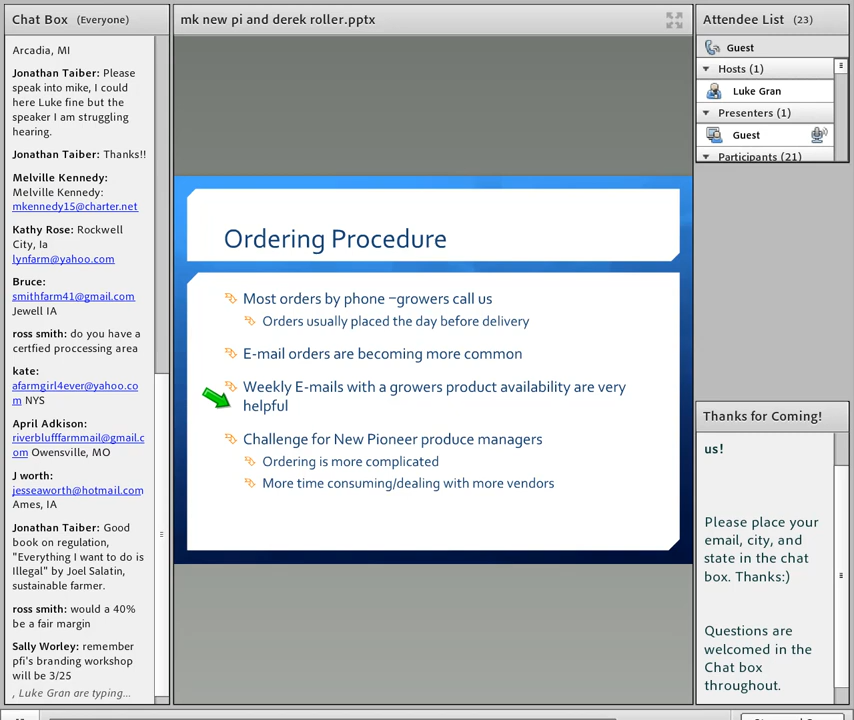 Chat Box (Everyone)
Arcadia, MI
Jonathan Taiber: Please
speak into mike, I could
here Luke fine but the
speaker I am struggling
hearing.
Jonathan Taiber: Thanks!!
Melville Kennedy:
Melville Kennedy:
mkennedy15@charter.net
Kathy Rose: Rockwell
City, Ia
lynfarm@yahoo.com
Bruce:
smithfarm41@gmail.com
Jewell IA
ross smith: do you have a
certfied proccessing area
kate:
afarmgirl4ever@yahoo.co
m NYS
April Adkison:
riverblufffarmmail@gmail.c
om Owensville, MO
J worth:
jesseaworth@hotmail.com
Ames, IA
Jonathan Taiber: Good
book on regulation,
"Everything I want to do is
Illegal" by Joel Salatin,
sustainable farmer.
ross smith: would a 40%
be a fair margin
Sally Worley: remember
pfi's branding workshop
will be 3/25
, Luke Gran are typing...
mk new pi and derek roller.pptx
Ordering Procedure
Most orders by phone –growers call us
Orders usually placed the day before delivery
E-mail orders are becoming more common
Weekly E-mails with a growers product availability are very
helpful
Challenge for New Pioneer produce managers
Ordering is more complicated
More time consuming/dealing with more vendors
Attendee List (23)
Guest
Hosts (1)
Luke Gran
Presenters (1)
Guest
Participants (21)
Thanks for Coming!
us!
Please place your
email, city, and
state in the chat
box. Thanks:)
Questions are
welcomed in the
Chat box
throughout.